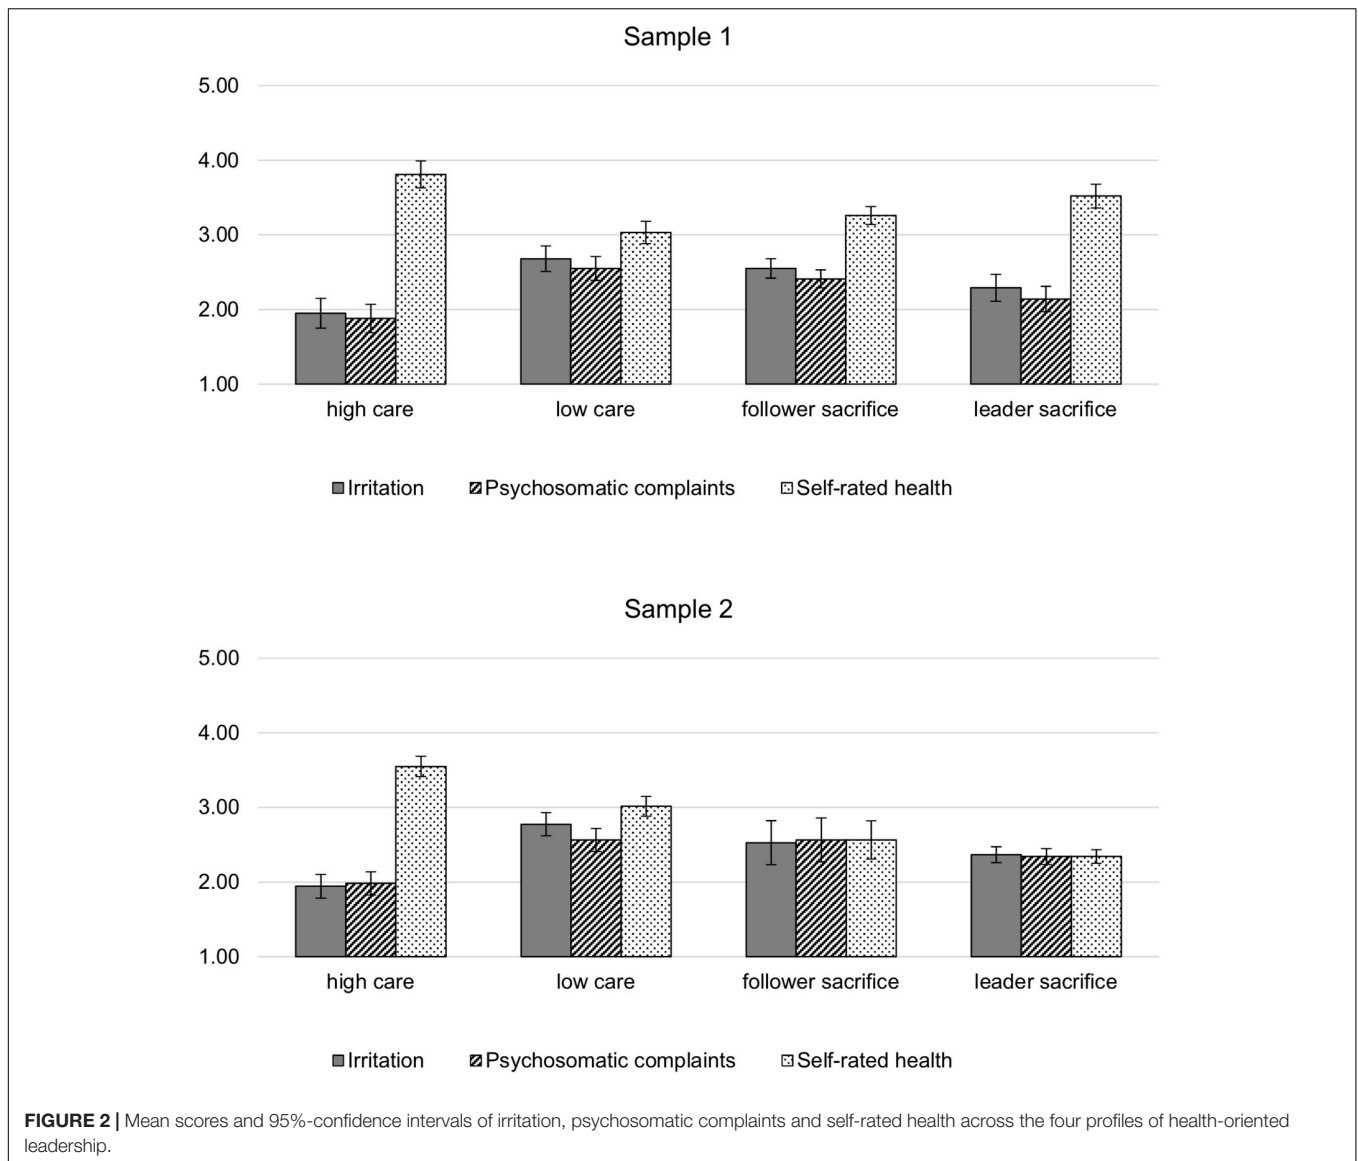 Sample 1
5.00
4.00
3.00
2.00
1.00
high care low care follower sacrifice leader sacrifice
Irritation Psychosomatic complaints Self-rated health
Sample 2
5.00
4.00
3.00
2.00
1.00
high care low care follower sacrifice leader sacrifice
Irritation Psychosomatic complaints Self-rated health
FIGURE 2 | Mean scores and 95%-confidence intervals of irritation, psychosomatic complaints and self-rated health across the four profiles of health-oriented
leadership.